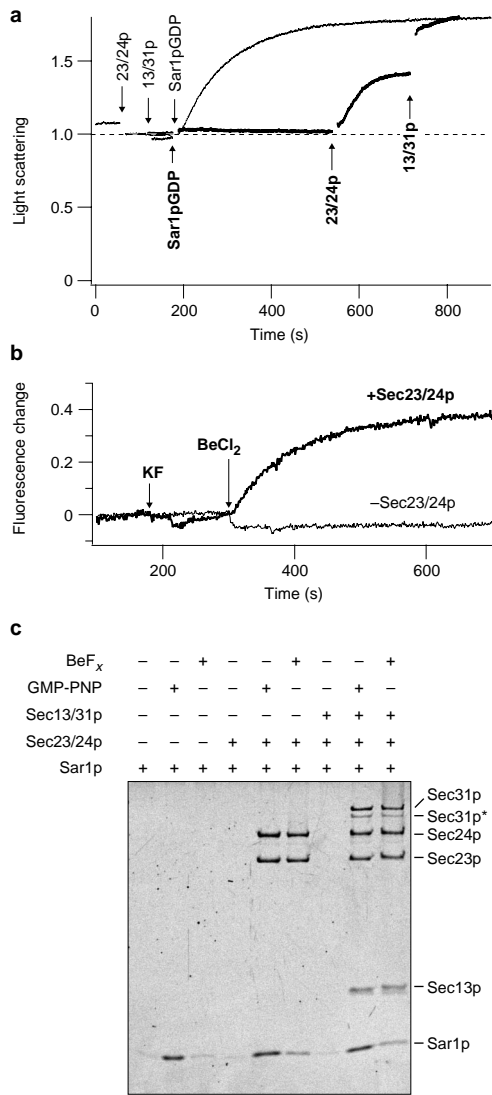 a
Light scattering
1.5
1.0
0.5
0
23/24p
13/31p
Sar1pGDP
Sar1pGDP
23/24p
13/31p
0
200
400
600
800
Time (s)
b
Fluorescence change
0.4
0.2
0
KF
BeCl2
+Sec23/24p
–Sec23/24p
200
400
600
Time (s)
c
BeFx – – + – – + – – +
GMP-PNP – + – – + – – + –
Sec13/31p – – – – – – + + +
Sec23/24p – – – + + + + + +
Sar1p + + + + + + + + +
Sec31p
Sec31p*
Sec24p
Sec23p
Sec13p
Sar1p